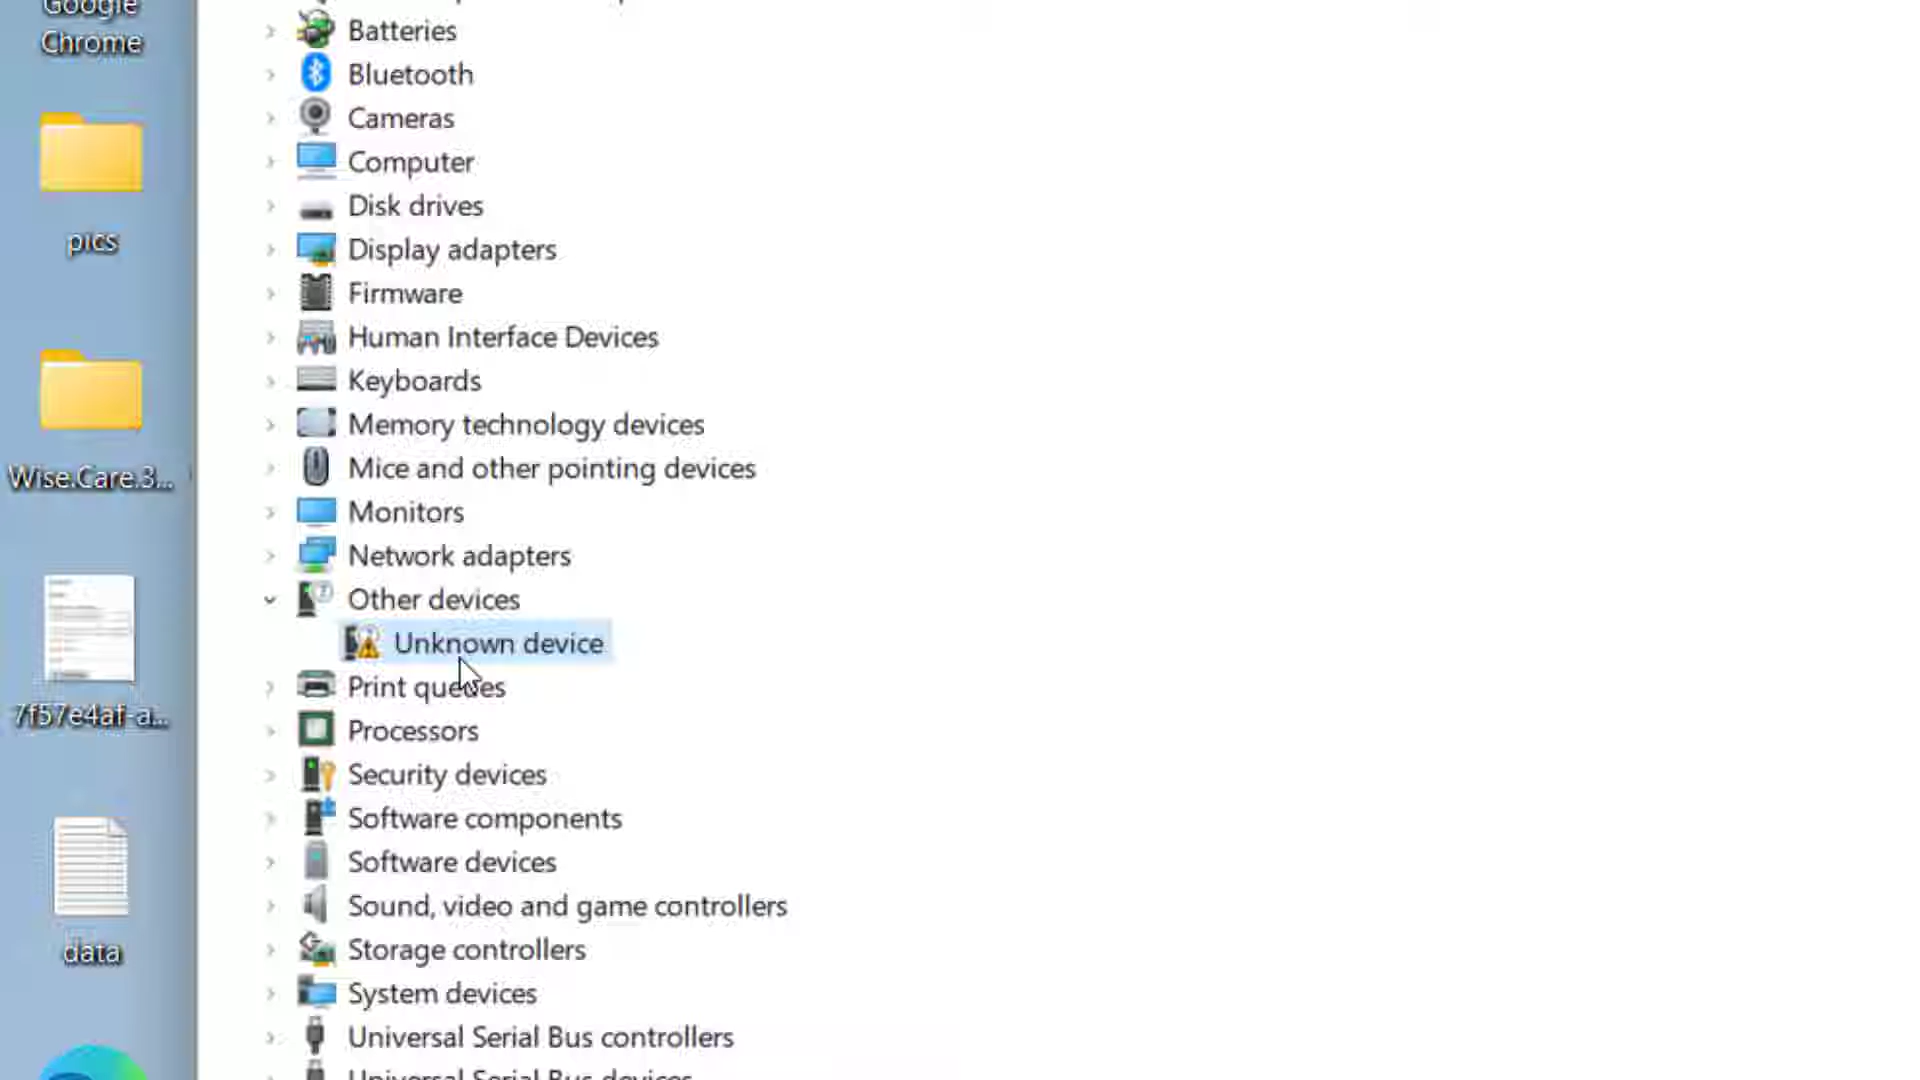 Google
Chrome
pics
Wise.Care.3...
7f57e4af-a...
data
Batteries
Bluetooth
Cameras
Computer
Disk drives
Display adapters
Firmware
Human Interface Devices
Keyboards
Memory technology devices
Mice and other pointing devices
Monitors
Network adapters
Other devices
Unknown device
Print queues
Processors
Security devices
Software components
Software devices
Sound, video and game controllers
Storage controllers
System devices
Universal Serial Bus controllers
Universal Serial Bus devices